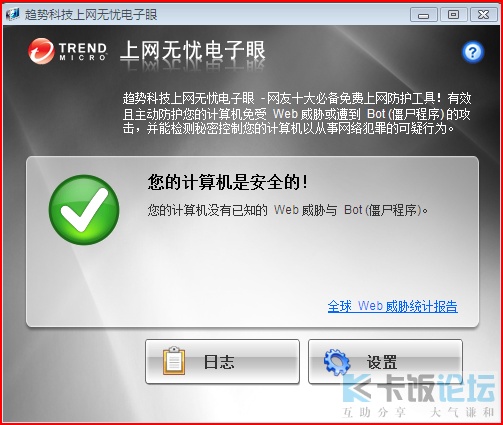 趋势科技上网无忧电子眼
TREND MICRO 上网无忧电子眼
趋势科技上网无忧电子眼 - 网友十大必备免费上网防护工具！有效
且主动防护您的计算机免受 Web 威胁或遭到 Bot (僵尸程序) 的攻
击，并能检测秘密控制您的计算机以从事网络犯罪的可疑行为。
您的计算机是安全的！
您的计算机没有已知的 Web 威胁与 Bot (僵尸程序)。
全球 Web 威胁统计报告
日志
设置
卡饭论坛
互助分享 大气谦和